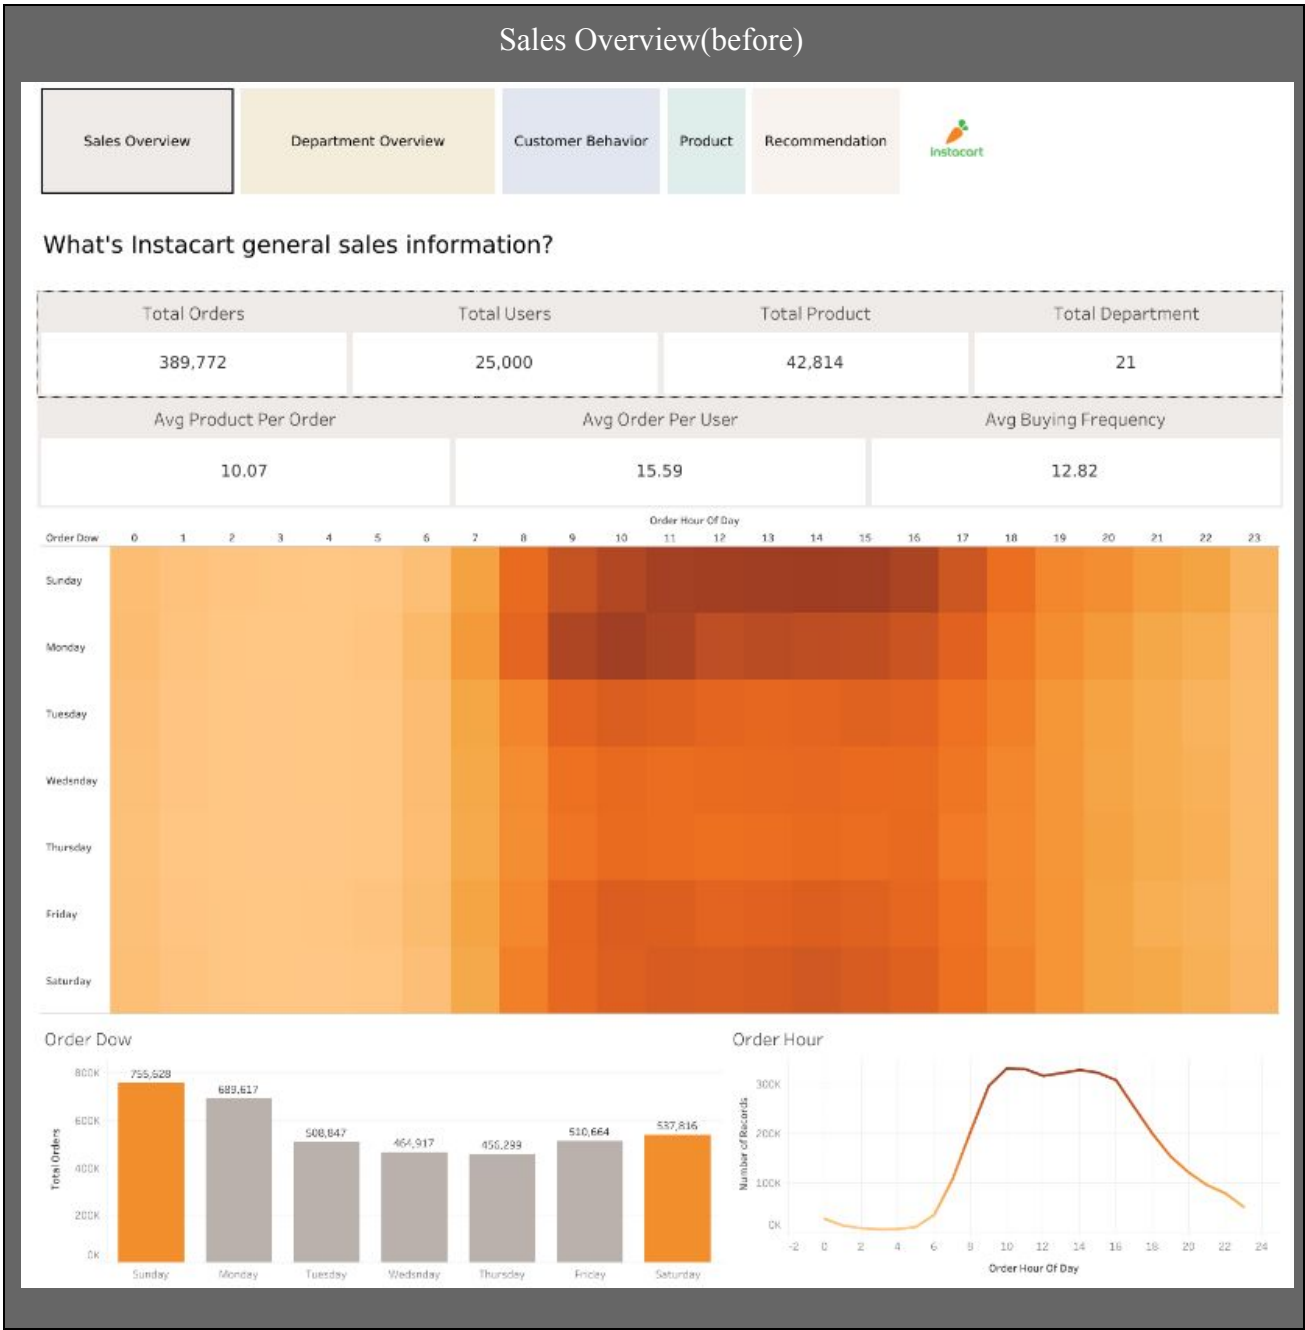 Sales Overview(before)
Sales Overview
Department Overview
Customer Behavior
Product
Recommendation
instacart
What's Instacart general sales information?
Total Orders
Total Users
Total Product
Total Department
389,772
25,000
42,814
21
Avg Product Per Order
Avg Order Per User
Avg Buying Frequency
10.07
15.59
12.82
Order Hour Of Day
Order Dow 0 1 2 3 4 5 6 7 8 9 10 11 12 13 14 15 16 17 18 19 20 21 22 23
Sunday
Monday
Tuesday
Wedsnday
Thursday
Friday
Saturday
Order Dow
Total Orders
800K
600K
400K
200K
0K
755,628
689,617
508,847
464,917
456,299
510,664
537,816
Sunday Monday Tuesday Wedsnday Thursday Friday Saturday
Order Hour
Number of Records
300K
200K
100K
0K
-2 0 2 4 6 8 10 12 14 16 18 20 22 24
Order Hour Of Day